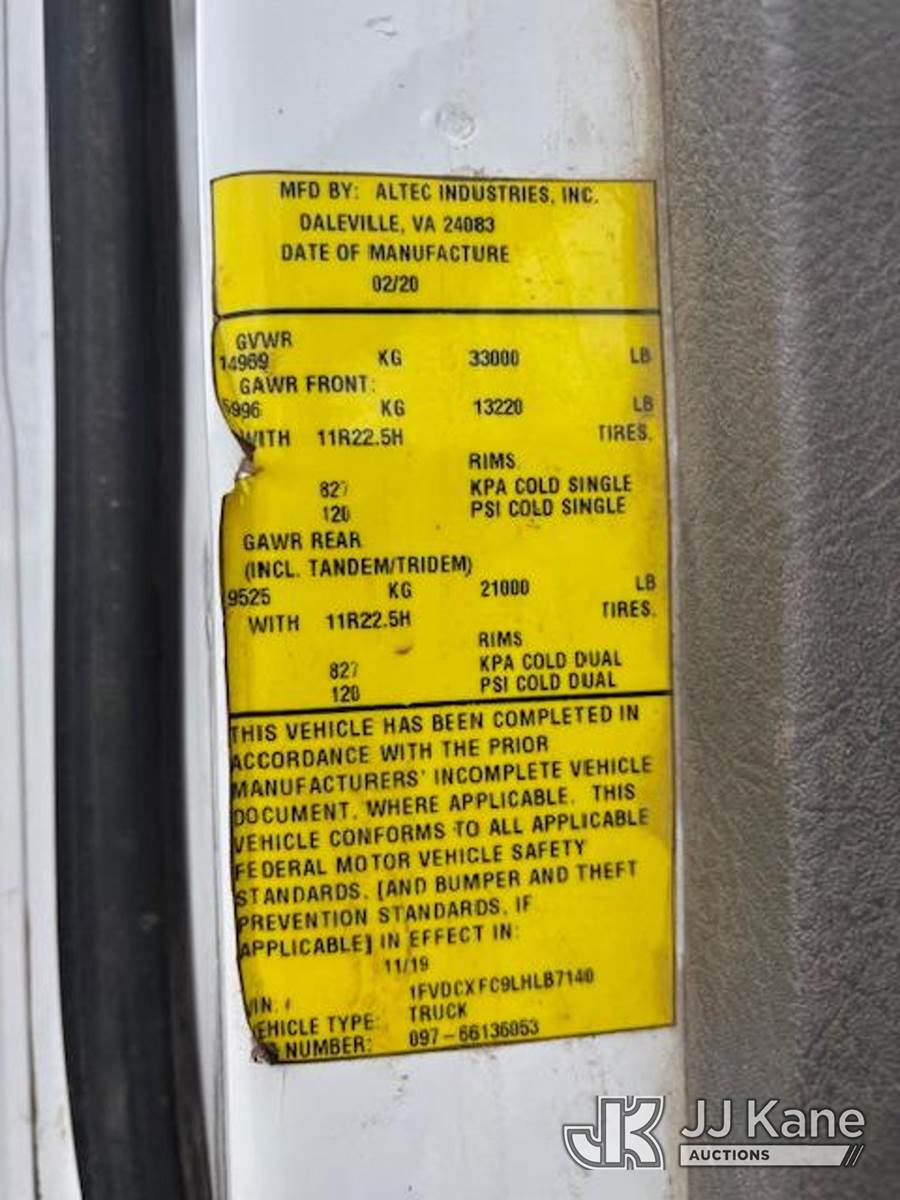 MFD BY: ALTEC INDUSTRIES, INC.
DALEVILLE, VA 24083
DATE OF MANUFACTURE
02/20
GVWR
14969 KG 33000 LB
GAWR FRONT:
5996 KG 13220 LB
WITH 11R22.5H TIRES.
RIMS
827 KPA COLD SINGLE
120 PSI COLD SINGLE
GAWR REAR
(INCL. TANDEM/TRIDEM)
9525 KG 21000 LB
WITH 11R22.5H TIRES.
RIMS
827 KPA COLD DUAL
120 PSI COLD DUAL
THIS VEHICLE HAS BEEN COMPLETED IN
ACCORDANCE WITH THE PRIOR
MANUFACTURERS' INCOMPLETE VEHICLE
DOCUMENT, WHERE APPLICABLE. THIS
VEHICLE CONFORMS TO ALL APPLICABLE
FEDERAL MOTOR VEHICLE SAFETY
STANDARDS, [AND BUMPER AND THEFT
PREVENTION STANDARDS, IF
APPLICABLE] IN EFFECT IN:
11/19
VIN. # 1FVDCXFC9LHLB7140
VEHICLE TYPE: TRUCK
NUMBER: 097-66136053
JK JJ Kane
AUCTIONS